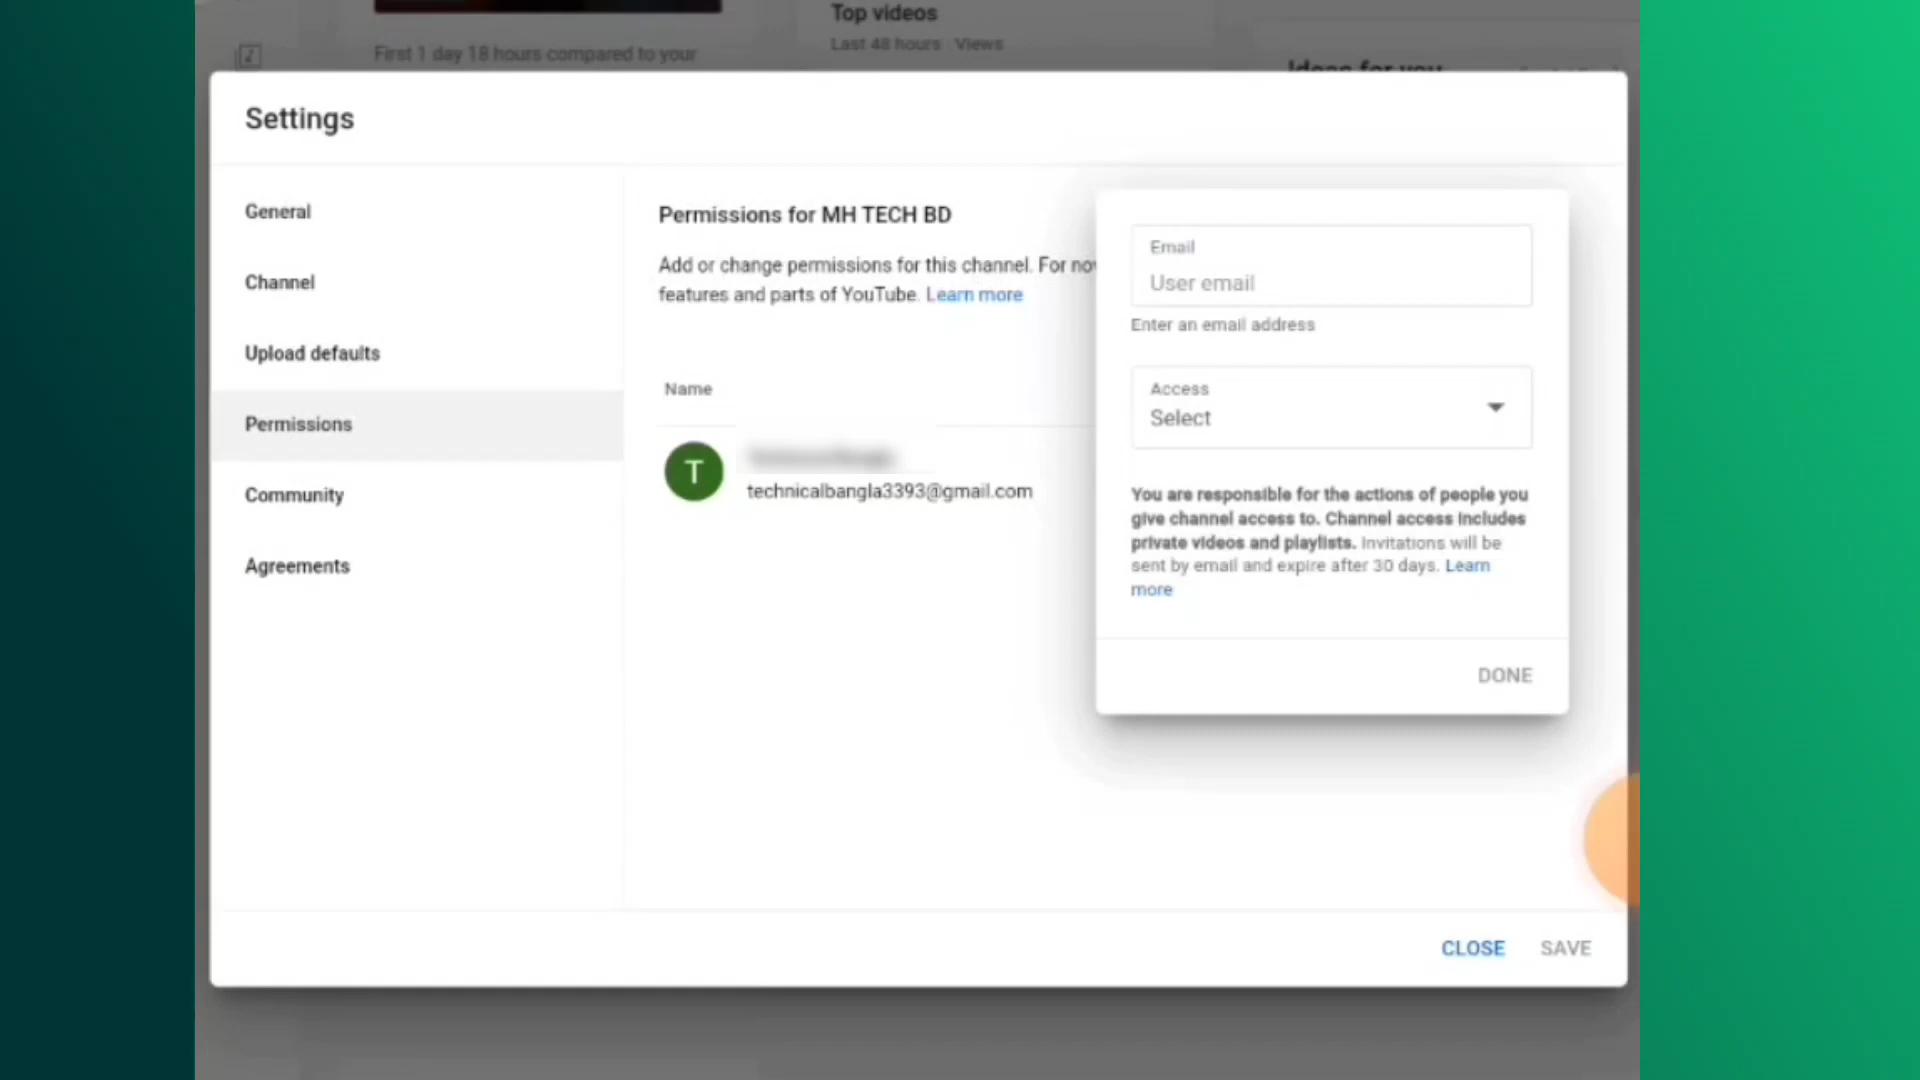 Top videos
Last 48 hours Views
First 1 day 18 hours compared to your
Ideas for you
Settings
General
Channel
Upload defaults
Permissions
Community
Agreements
Permissions for MH TECH BD
Add or change permissions for this channel. For now
features and parts of YouTube. Learn more
Name
T
technicalbangla3393@gmail.com
Email
User email
Enter an email address
Access
Select
You are responsible for the actions of people you
give channel access to. Channel access includes
private videos and playlists. Invitations will be
sent by email and expire after 30 days. Learn
more
DONE
CLOSE SAVE